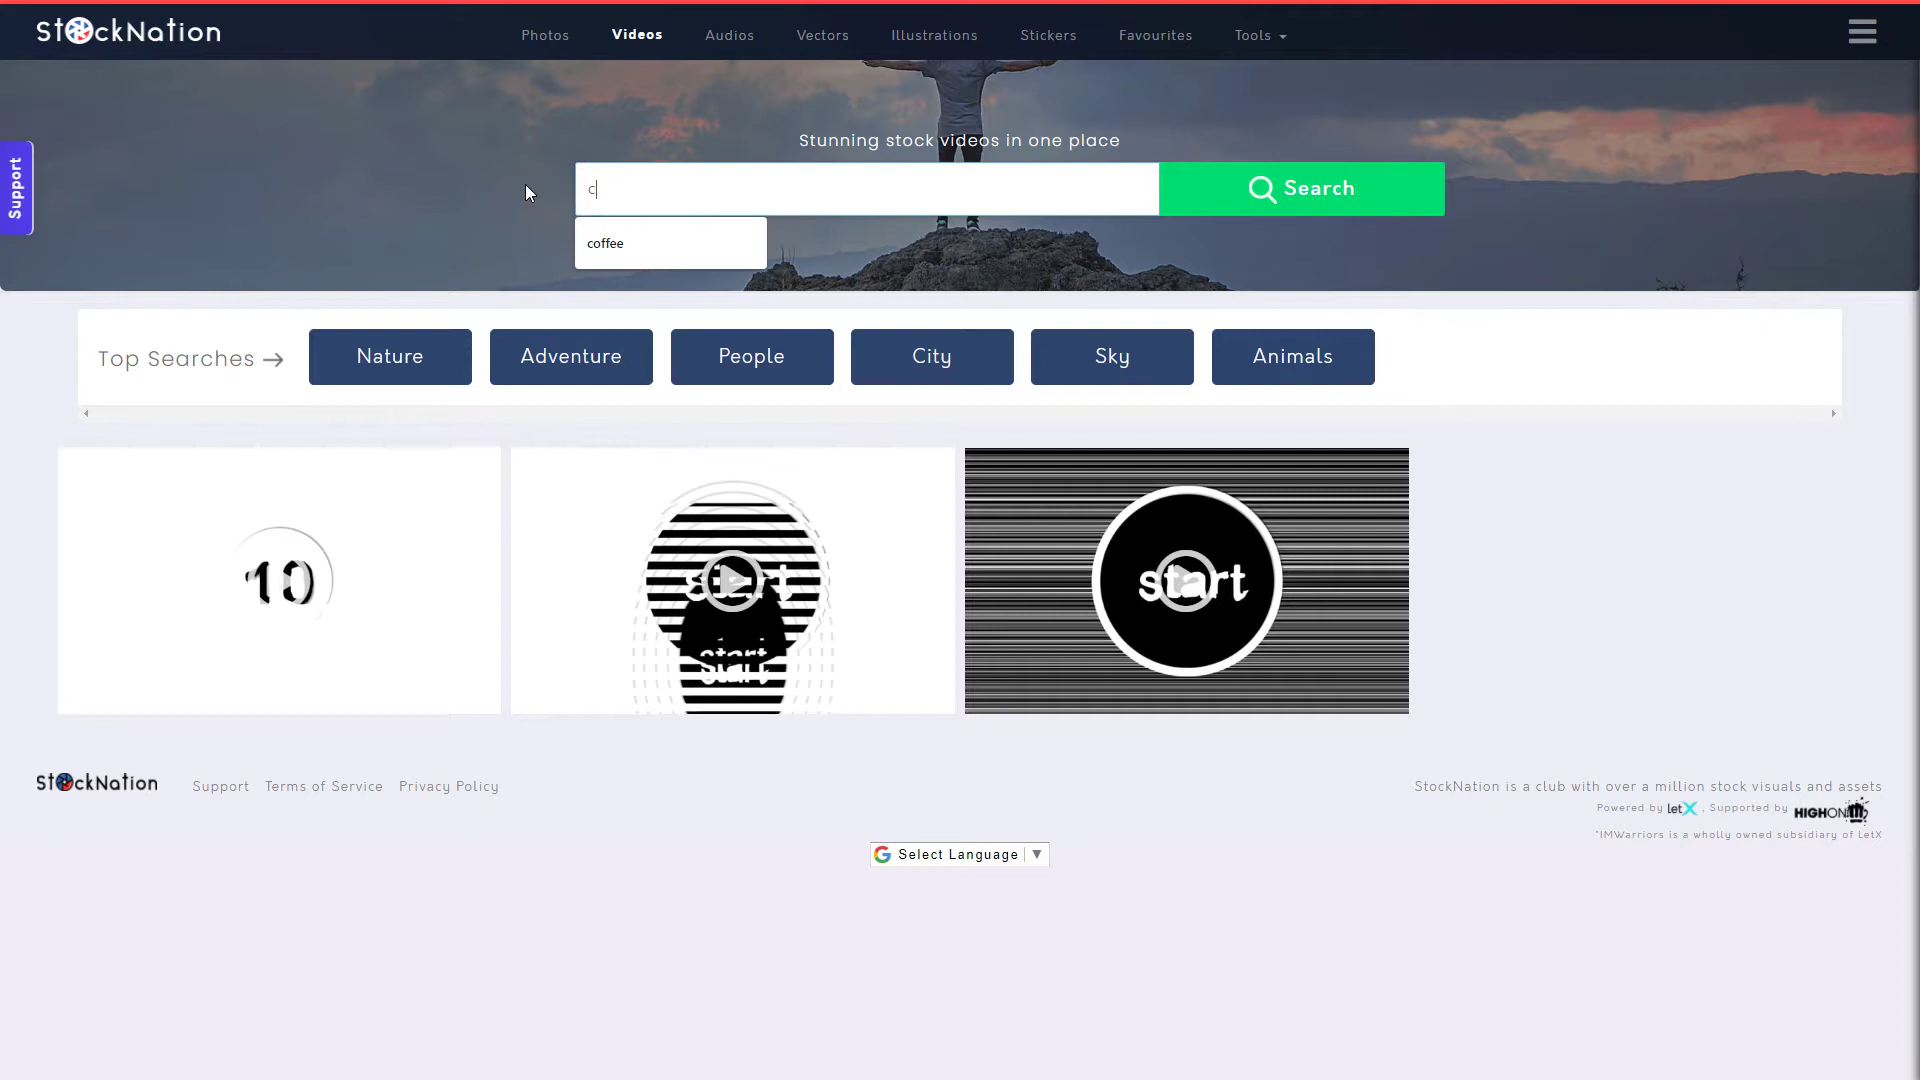 StockNation
Photos Videos Audios Vectors Illustrations Stickers Favourites Tools
Support
Stunning stock videos in one place
c
Search
coffee
Top Searches → Nature Adventure People City Sky Animals
10
start
start
start
start
StockNation Support Terms of Service Privacy Policy
StockNation is a club with over a million stock visuals and assets
Powered by letX , Supported by HIGHONM
*IMWarriors is a wholly owned subsidiary of LetX
G Select Language ▼